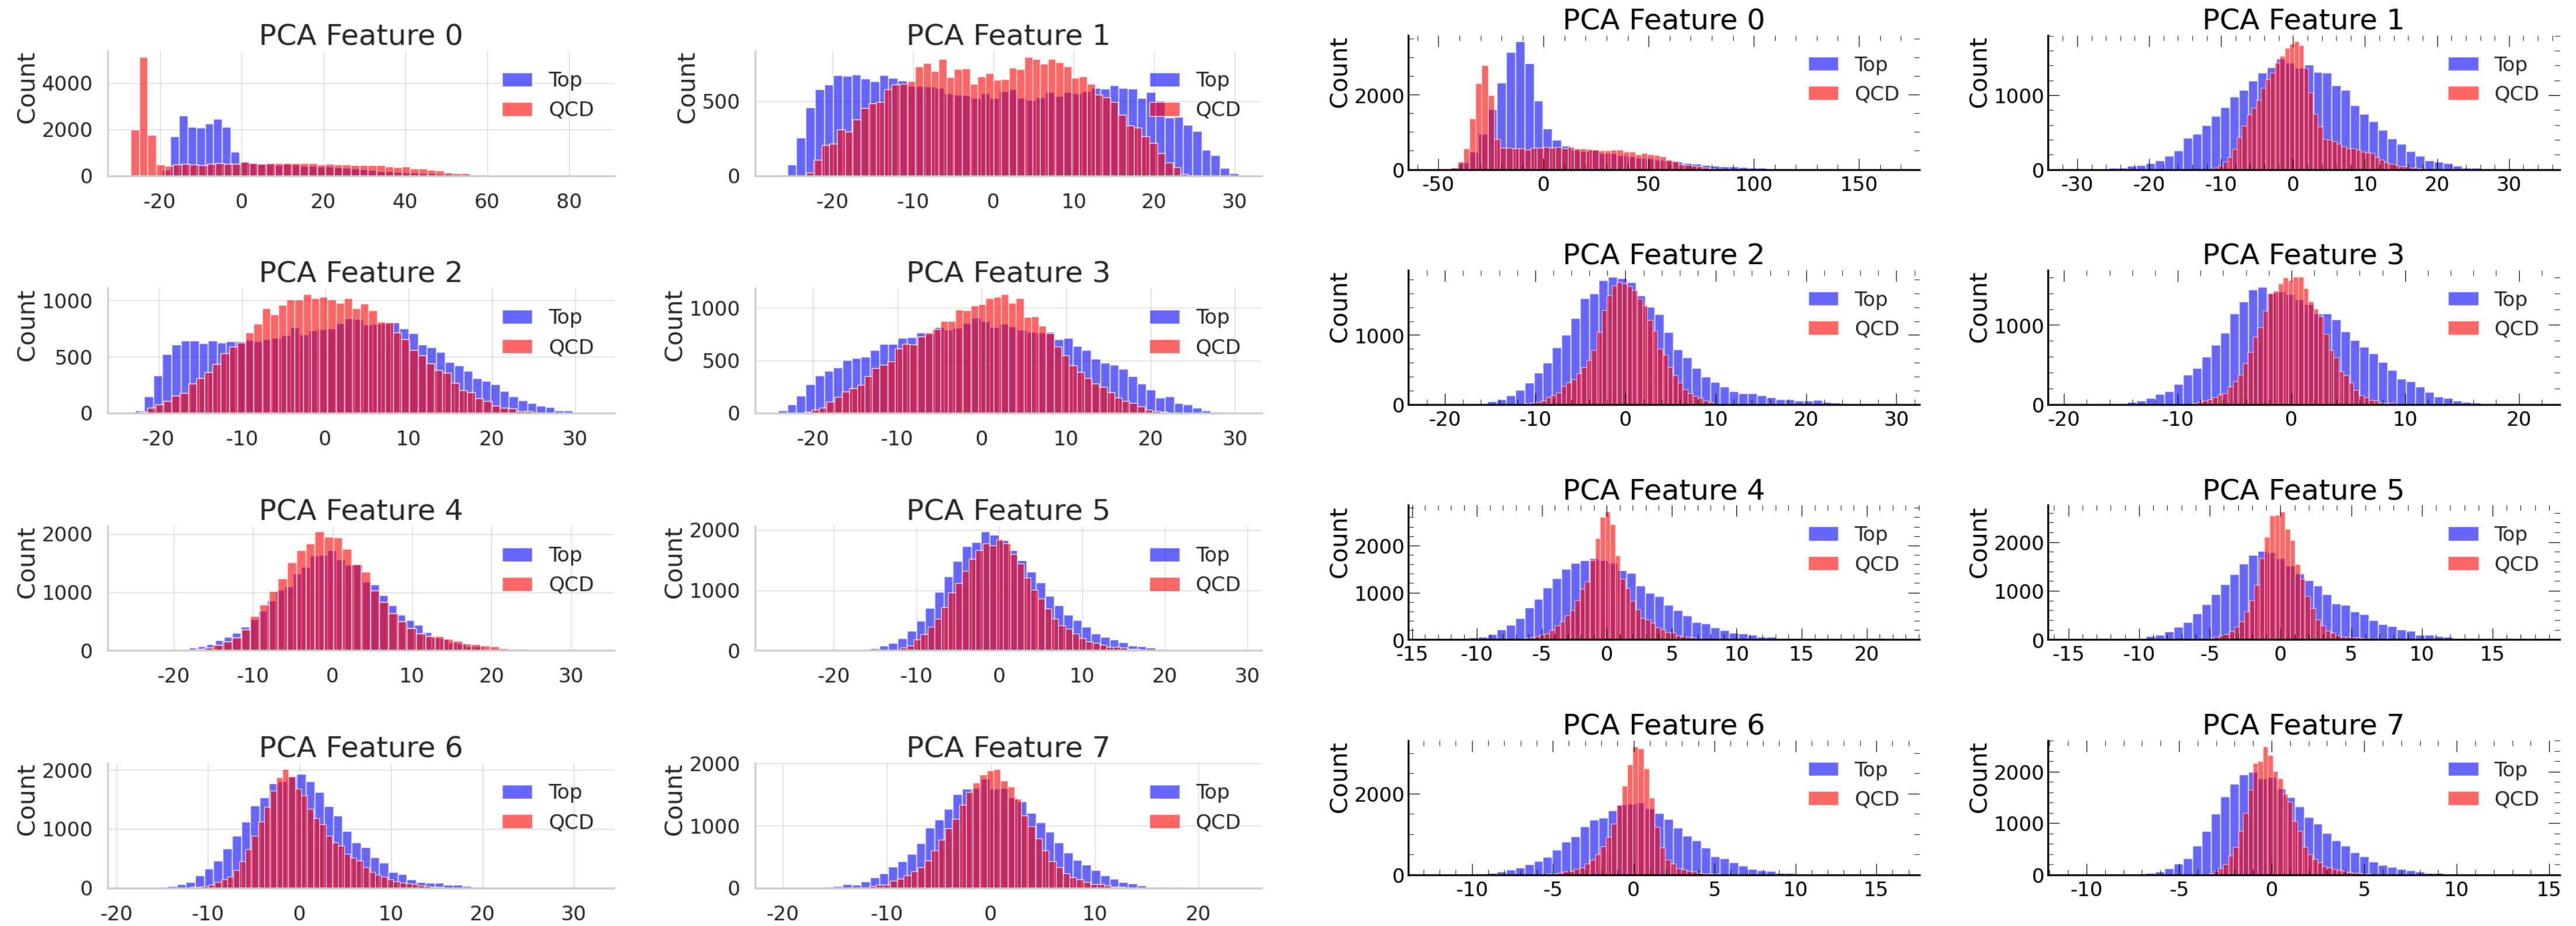 PCA Feature 0
Count
4000
2000
0
-20 0 20 40 60 80
Top
QCD
PCA Feature 1
Count
500
0
-20 -10 0 10 20 30
Top
QCD
PCA Feature 0
Count
2000
0
-50 0 50 100 150
Top
QCD
PCA Feature 1
Count
1000
0
-30 -20 -10 0 10 20 30
Top
QCD
PCA Feature 2
Count
1000
500
0
-20 -10 0 10 20 30
Top
QCD
PCA Feature 3
Count
1000
500
0
-20 -10 0 10 20 30
Top
QCD
PCA Feature 2
Count
1000
0
-20 -10 0 10 20 30
Top
QCD
PCA Feature 3
Count
1000
0
-20 -10 0 10 20
Top
QCD
PCA Feature 4
Count
2000
1000
0
-20 -10 0 10 20 30
Top
QCD
PCA Feature 5
Count
2000
1000
0
-20 -10 0 10 20 30
Top
QCD
PCA Feature 4
Count
2000
1000
0
-15 -10 -5 0 5 10 15 20
Top
QCD
PCA Feature 5
Count
2000
1000
0
-15 -10 -5 0 5 10 15
Top
QCD
PCA Feature 6
Count
2000
1000
0
-20 -10 0 10 20 30
Top
QCD
PCA Feature 7
Count
2000
1000
0
-20 -10 0 10 20
Top
QCD
PCA Feature 6
Count
2000
0
-10 -5 0 5 10 15
Top
QCD
PCA Feature 7
Count
2000
1000
0
-10 -5 0 5 10 15
Top
QCD